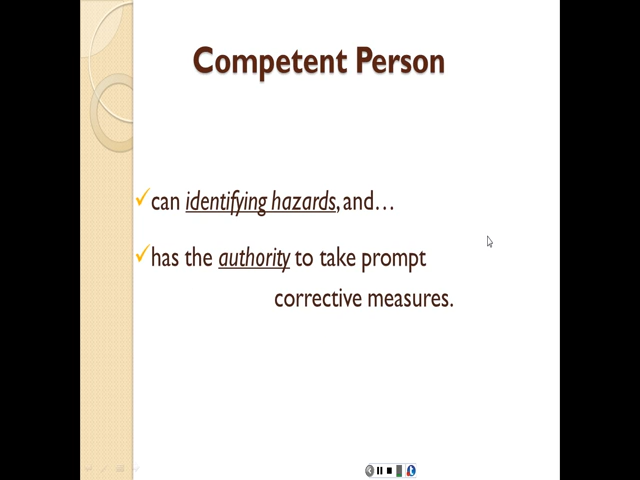 Competent Person
✓can identifying hazards, and…
✓has the authority to take prompt
corrective measures.